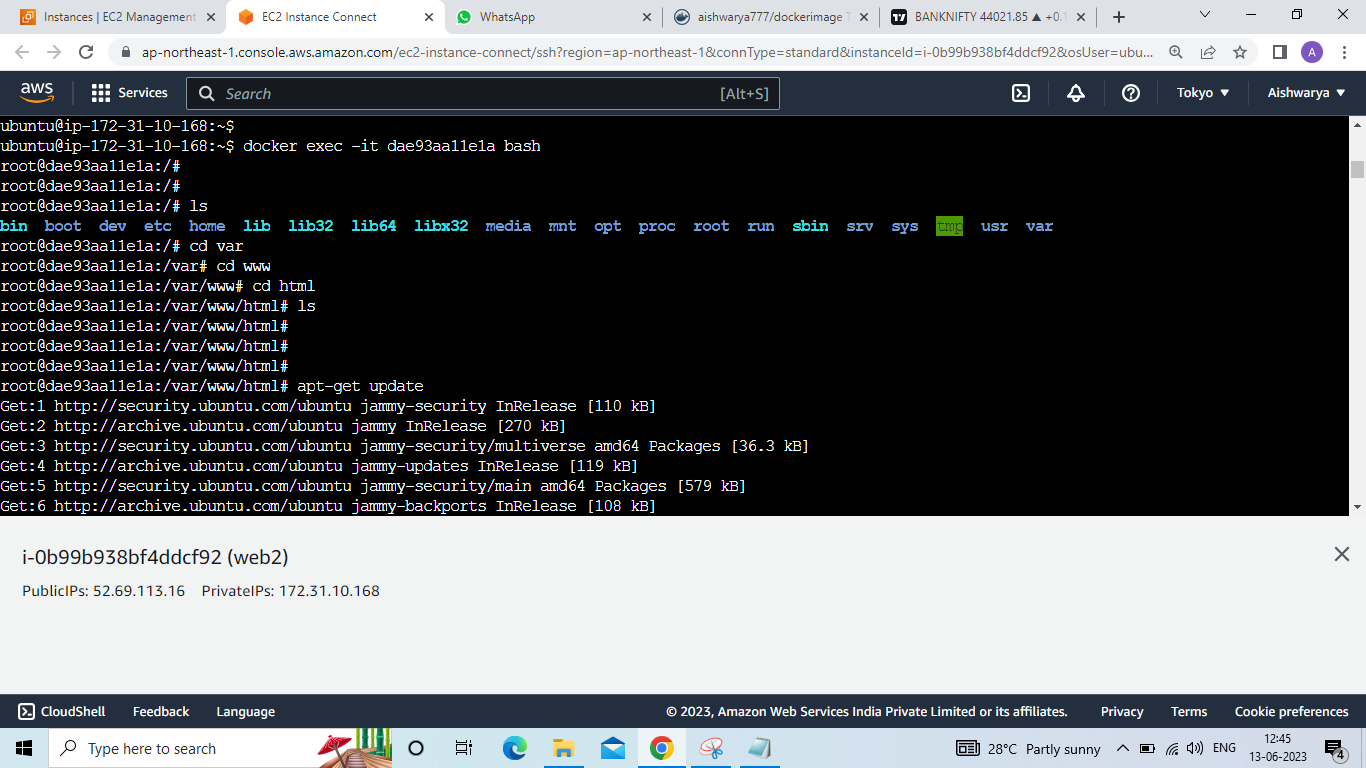 Instances | EC2 Management
EC2 Instance Connect
WhatsApp
aishwarya777/dockerimage T
BANKNIFTY 44021.85 ▲ +0.1
ap-northeast-1.console.aws.amazon.com/ec2-instance-connect/ssh?region=ap-northeast-1&connType=standard&instanceId=i-0b99b938bf4ddcf92&osUser=ubu...
A
aws
Services
Search
[Alt+S]
Tokyo ▼
Aishwarya ▼
ubuntu@ip-172-31-10-168:~$
ubuntu@ip-172-31-10-168:~$ docker exec -it dae93aa11e1a bash
root@dae93aa11e1a:/#
root@dae93aa11e1a:/#
root@dae93aa11e1a:/# ls
bin boot dev etc home lib lib32 lib64 libx32 media mnt opt proc root run sbin srv sys tmp usr var
root@dae93aa11e1a:/# cd var
root@dae93aa11e1a:/var# cd www
root@dae93aa11e1a:/var/www# cd html
root@dae93aa11e1a:/var/www/html# ls
root@dae93aa11e1a:/var/www/html#
root@dae93aa11e1a:/var/www/html#
root@dae93aa11e1a:/var/www/html#
root@dae93aa11e1a:/var/www/html# apt-get update
Get:1 http://security.ubuntu.com/ubuntu jammy-security InRelease [110 kB]
Get:2 http://archive.ubuntu.com/ubuntu jammy InRelease [270 kB]
Get:3 http://security.ubuntu.com/ubuntu jammy-security/multiverse amd64 Packages [36.3 kB]
Get:4 http://archive.ubuntu.com/ubuntu jammy-updates InRelease [119 kB]
Get:5 http://security.ubuntu.com/ubuntu jammy-security/main amd64 Packages [579 kB]
Get:6 http://archive.ubuntu.com/ubuntu jammy-backports InRelease [108 kB]
i-0b99b938bf4ddcf92 (web2)
PublicIPs: 52.69.113.16 PrivateIPs: 172.31.10.168
CloudShell
Feedback
Language
© 2023, Amazon Web Services India Private Limited or its affiliates.
Privacy
Terms
Cookie preferences
Type here to search
28°C Partly sunny
ENG
12:45
13-06-2023
4